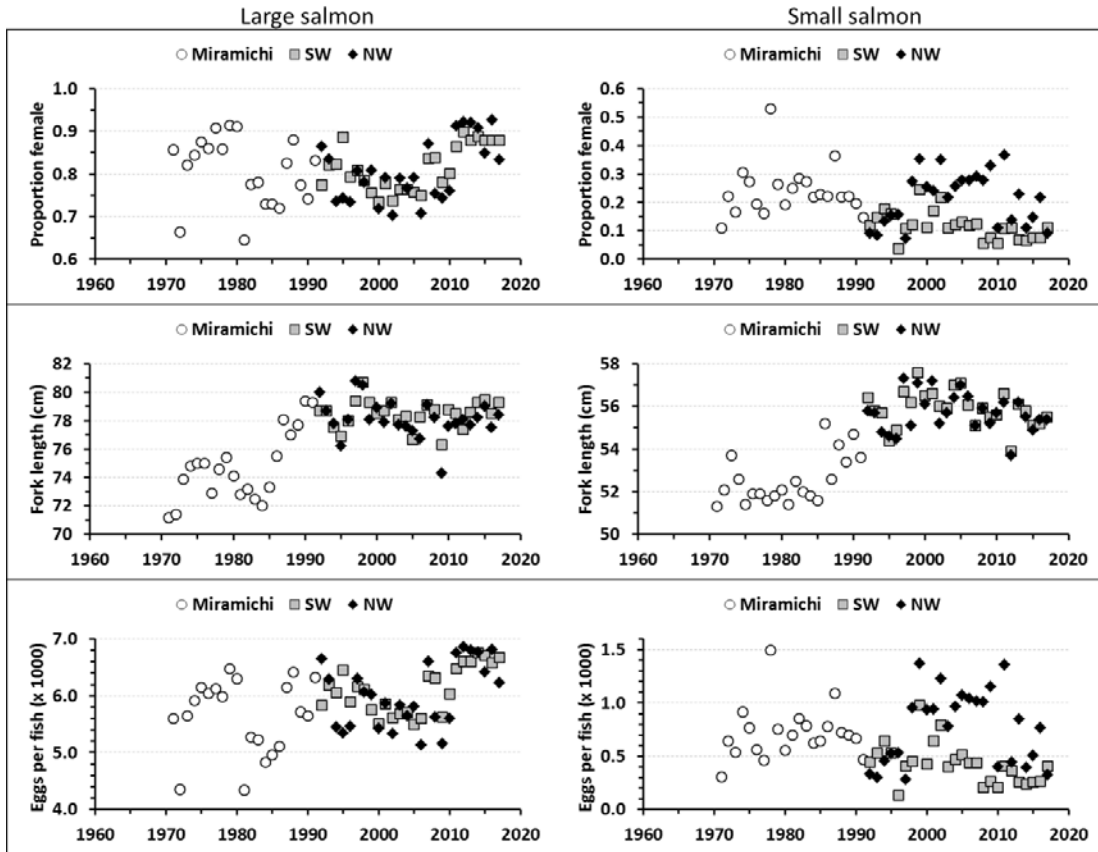 Large salmon Small salmon
Miramichi SW NW
Proportion female
1.0
0.9
0.8
0.7
0.6
1960 1970 1980 1990 2000 2010 2020
Miramichi SW NW
Proportion female
0.6
0.5
0.4
0.3
0.2
0.1
0.0
1960 1970 1980 1990 2000 2010 2020
Miramichi SW NW
Fork length (cm)
82
80
78
76
74
72
70
1960 1970 1980 1990 2000 2010 2020
Miramichi SW NW
Fork length (cm)
58
56
54
52
50
1960 1970 1980 1990 2000 2010 2020
Miramichi SW NW
Eggs per fish (x 1000)
7.0
6.0
5.0
4.0
1960 1970 1980 1990 2000 2010 2020
Miramichi SW NW
Eggs per fish (x 1000)
1.5
1.0
0.5
0.0
1960 1970 1980 1990 2000 2010 2020